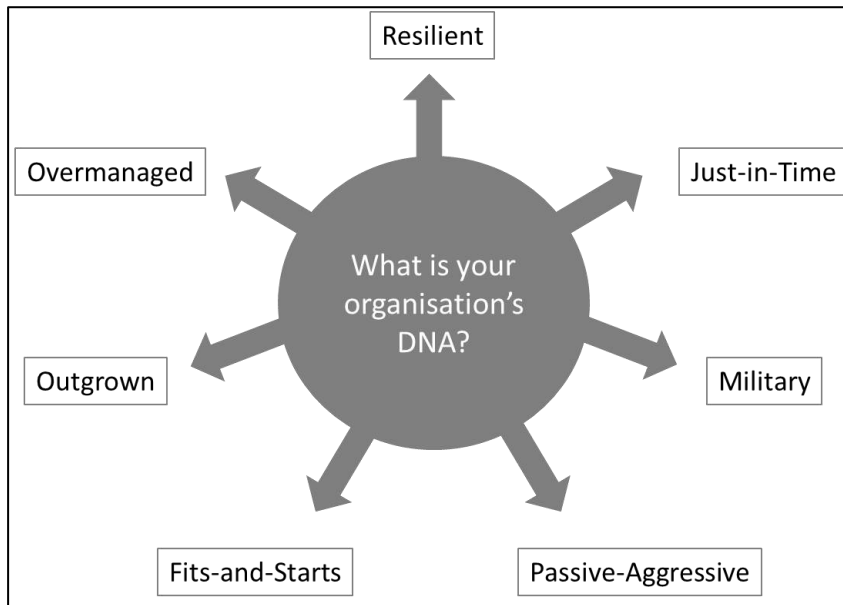 Resilient
Overmanaged
Just-in-Time
What is your
organisation's
DNA?
Outgrown
Military
Fits-and-Starts
Passive-Aggressive